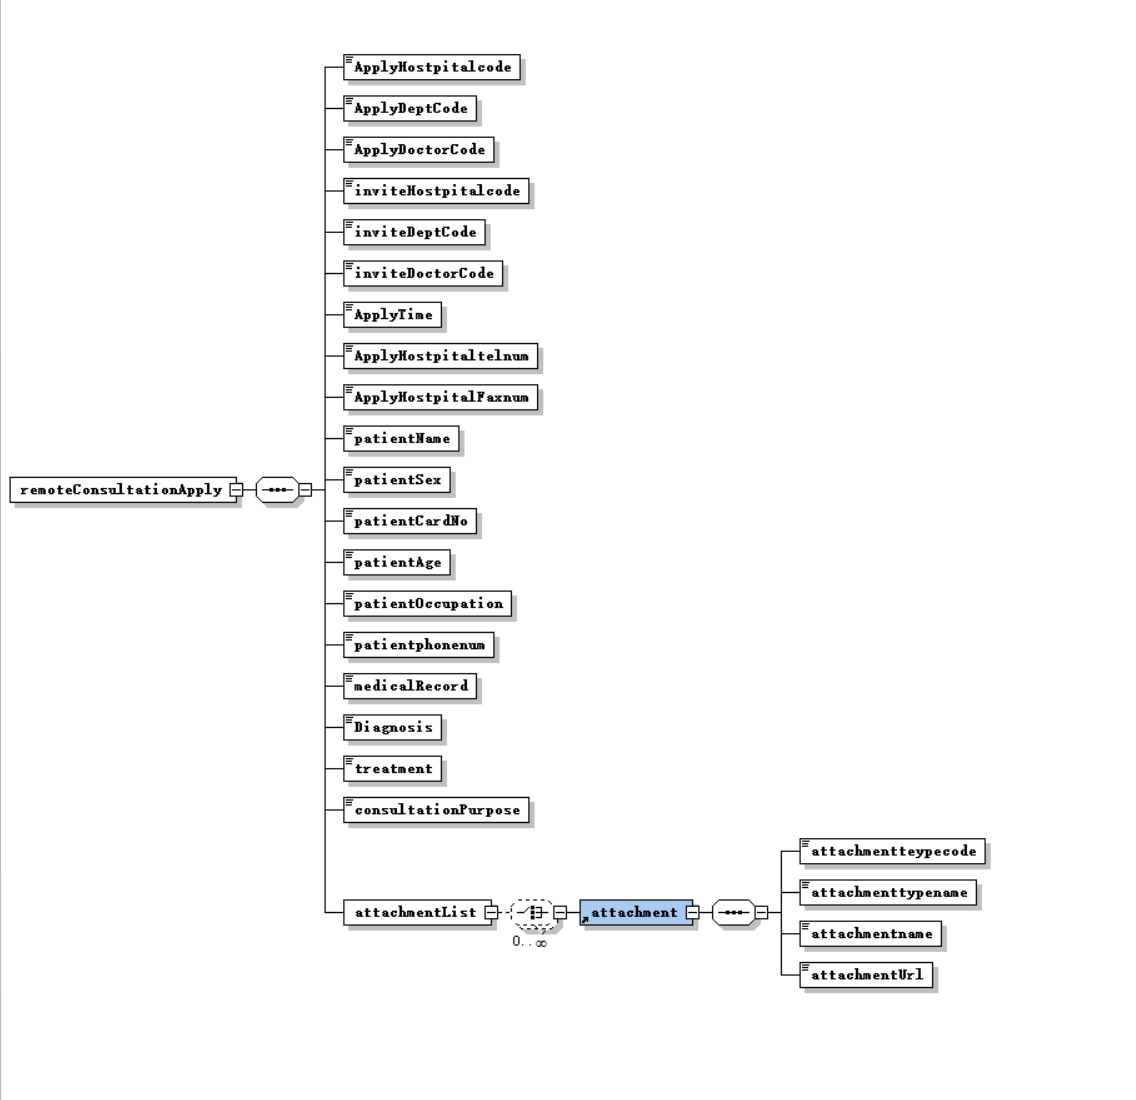 ApplyHostpitalcode
ApplyDeptCode
ApplyDoctorCode
inviteHostpitalcode
inviteDeptCode
inviteDoctorCode
ApplyTime
ApplyHostpitaltelnum
ApplyHostpitalFaxnum
patientName
patientSex
remoteConsultationApply
patientCardNo
patientAge
patientOccupation
patientphonenum
medicalRecord
Diagnosis
treatment
consultationPurpose
attachmentList
0..∞
attachment
attachmentteypecode
attachmenttypename
attachmentname
attachmentUrl